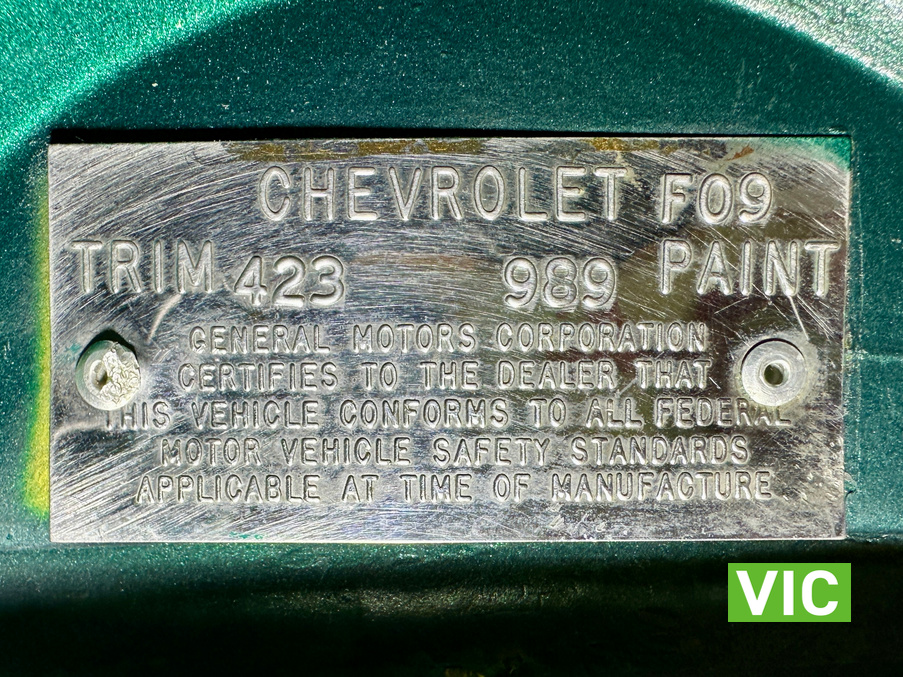 CHEVROLET F09
TRIM 423 989 PAINT
GENERAL MOTORS CORPORATION
CERTIFIES TO THE DEALER THAT
THIS VEHICLE CONFORMS TO ALL FEDERAL
MOTOR VEHICLE SAFETY STANDARDS
APPLICABLE AT TIME OF MANUFACTURE
VIC